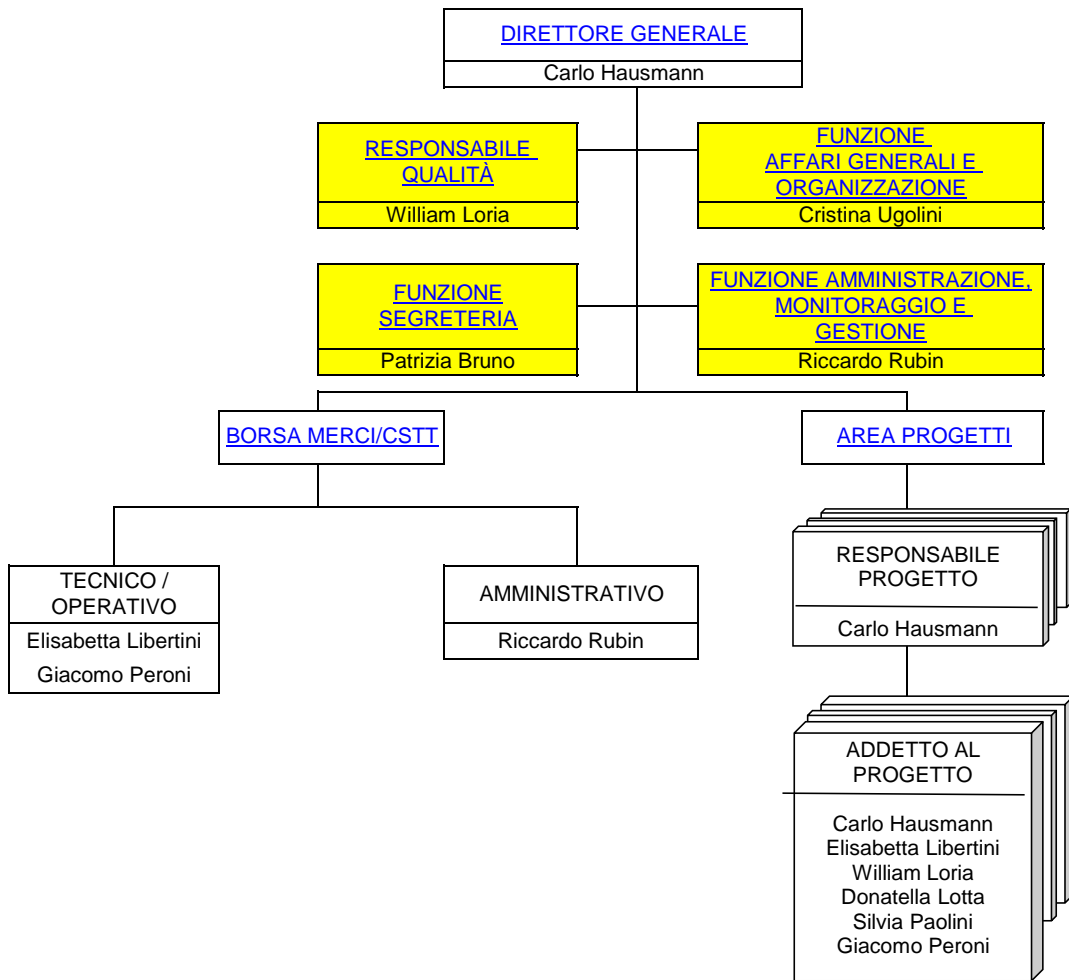 DIRETTORE GENERALE
Carlo Hausmann
RESPONSABILE
QUALITÀ
William Loria
FUNZIONE
AFFARI GENERALI E
ORGANIZZAZIONE
Cristina Ugolini
FUNZIONE
SEGRETERIA
Patrizia Bruno
FUNZIONE AMMINISTRAZIONE,
MONITORAGGIO E
GESTIONE
Riccardo Rubin
BORSA MERCI/CSTT
AREA PROGETTI
TECNICO /
OPERATIVO
Elisabetta Libertini
Giacomo Peroni
AMMINISTRATIVO
Riccardo Rubin
RESPONSABILE
PROGETTO
Carlo Hausmann
ADDETTO AL
PROGETTO
Carlo Hausmann
Elisabetta Libertini
William Loria
Donatella Lotta
Silvia Paolini
Giacomo Peroni